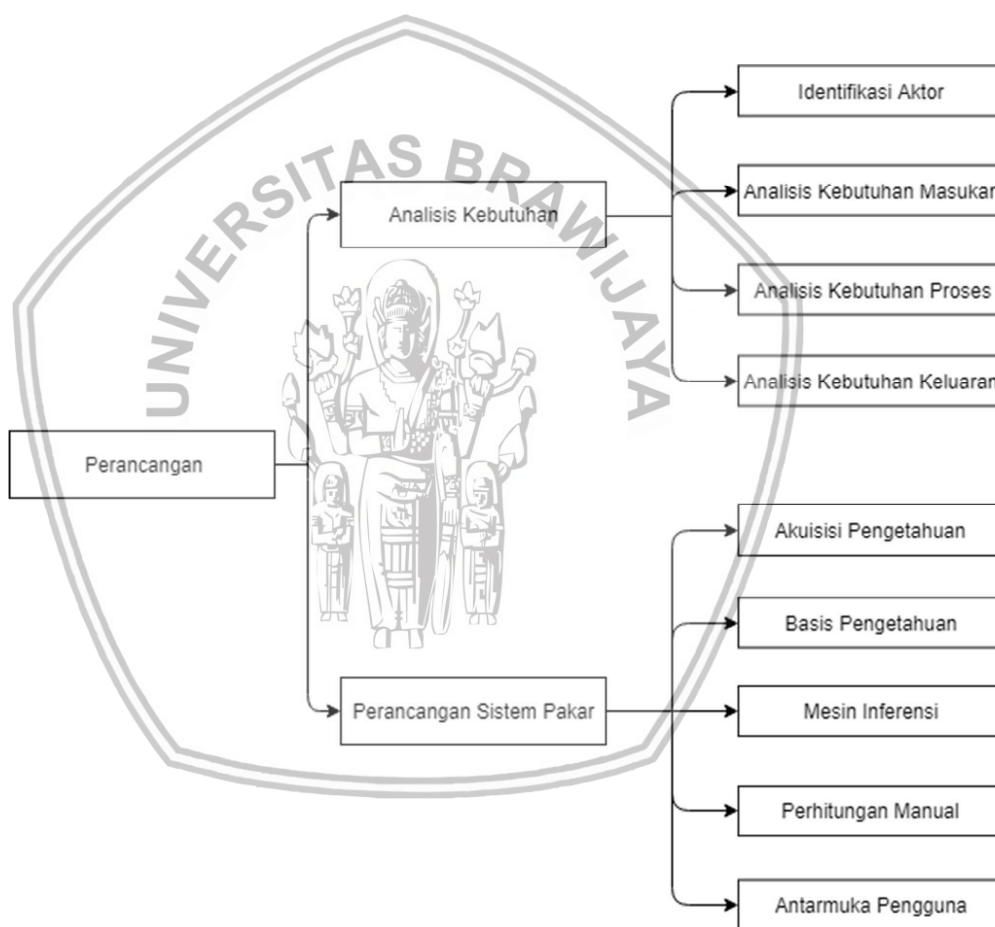 UNIVERSITAS BRAWIJAYA
Perancangan
Analisis Kebutuhan
Identifikasi Aktor
Analisis Kebutuhan Masukan
Analisis Kebutuhan Proses
Analisis Kebutuhan Keluaran
Perancangan Sistem Pakar
Akuisisi Pengetahuan
Basis Pengetahuan
Mesin Inferensi
Perhitungan Manual
Antarmuka Pengguna